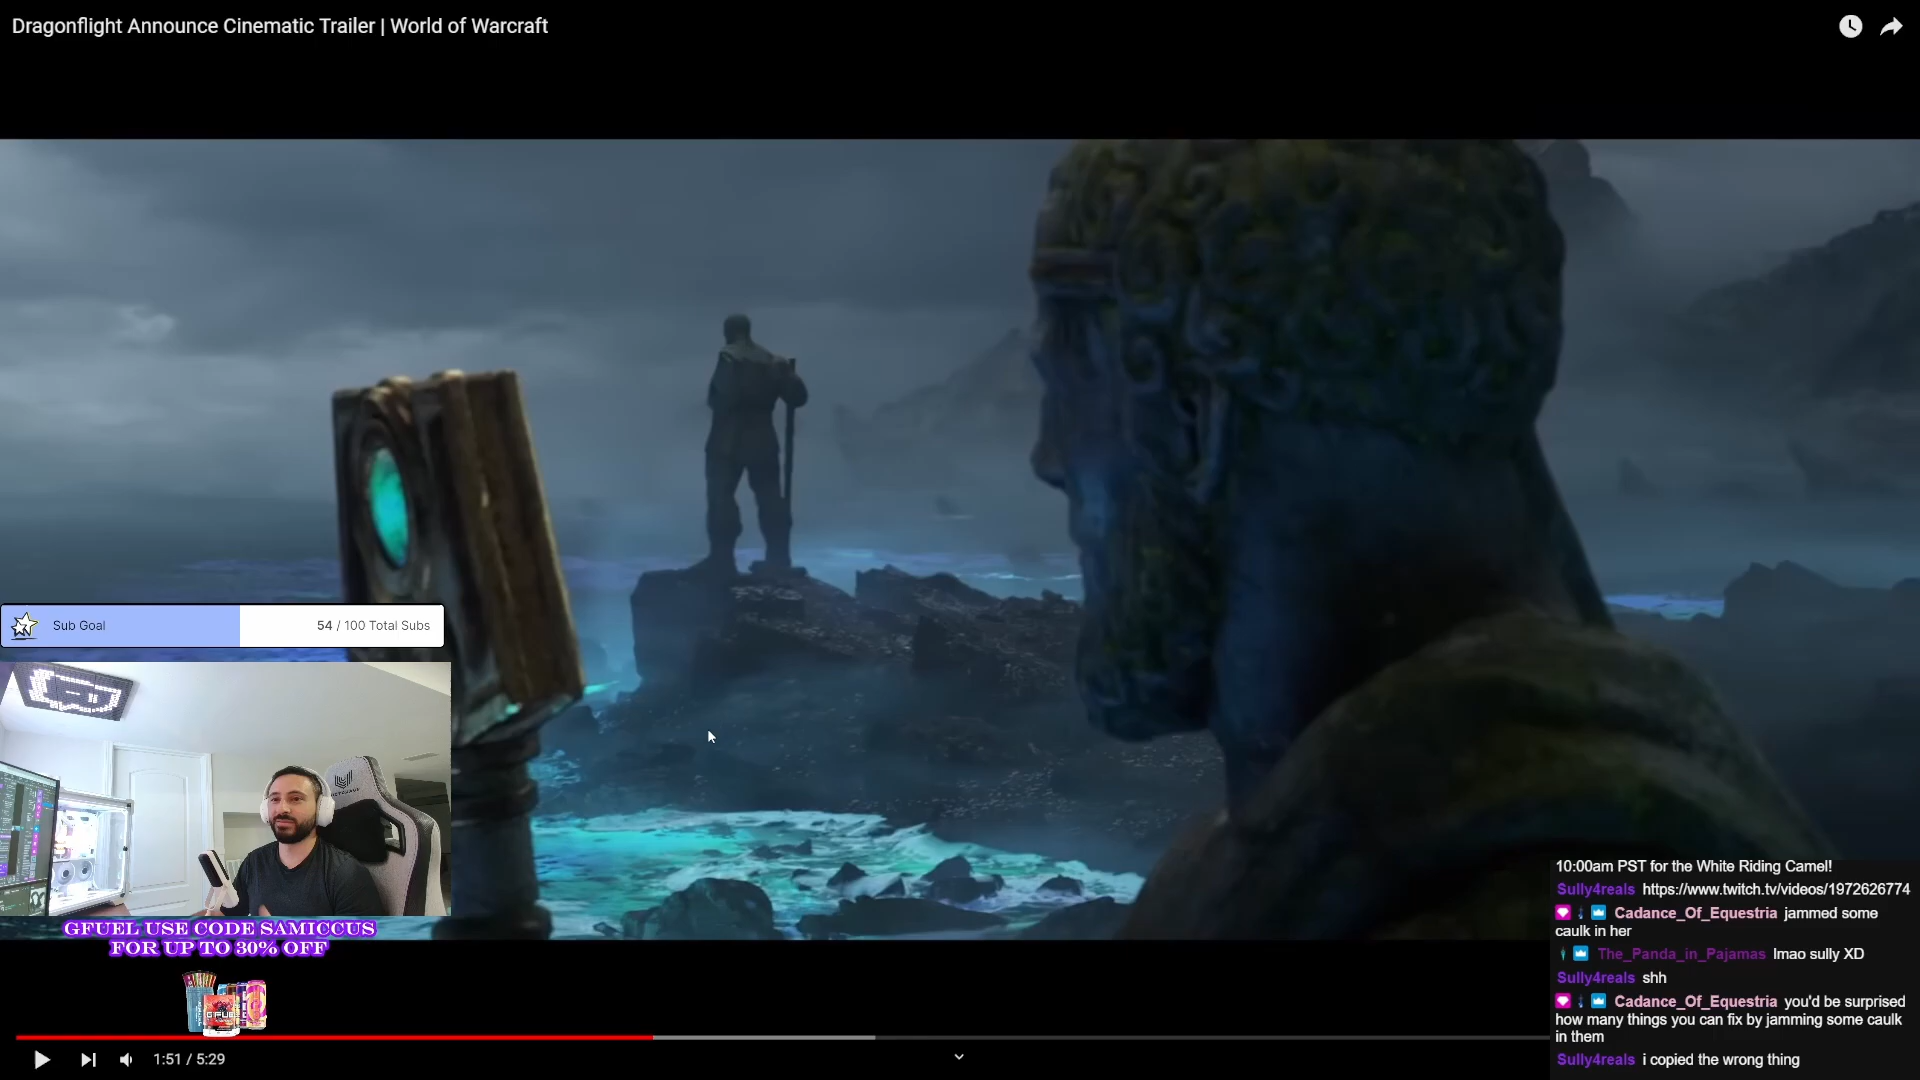 Dragonflight Announce Cinematic Trailer | World of Warcraft
Sub Goal
54 / 100 Total Subs
GFUEL USE CODE SAMICCUS
FOR UP TO 30% OFF
1:51 / 5:29
10:00am PST for the White Riding Camel!
Sully4reals https://www.twitch.tv/videos/1972626774
Cadance_Of_Equestria jammed some
caulk in her
The_Panda_in_Pajamas lmao sully XD
Sully4reals shh
Cadance_Of_Equestria you'd be surprised
how many things you can fix by jamming some caulk
in them
Sully4reals i copied the wrong thing